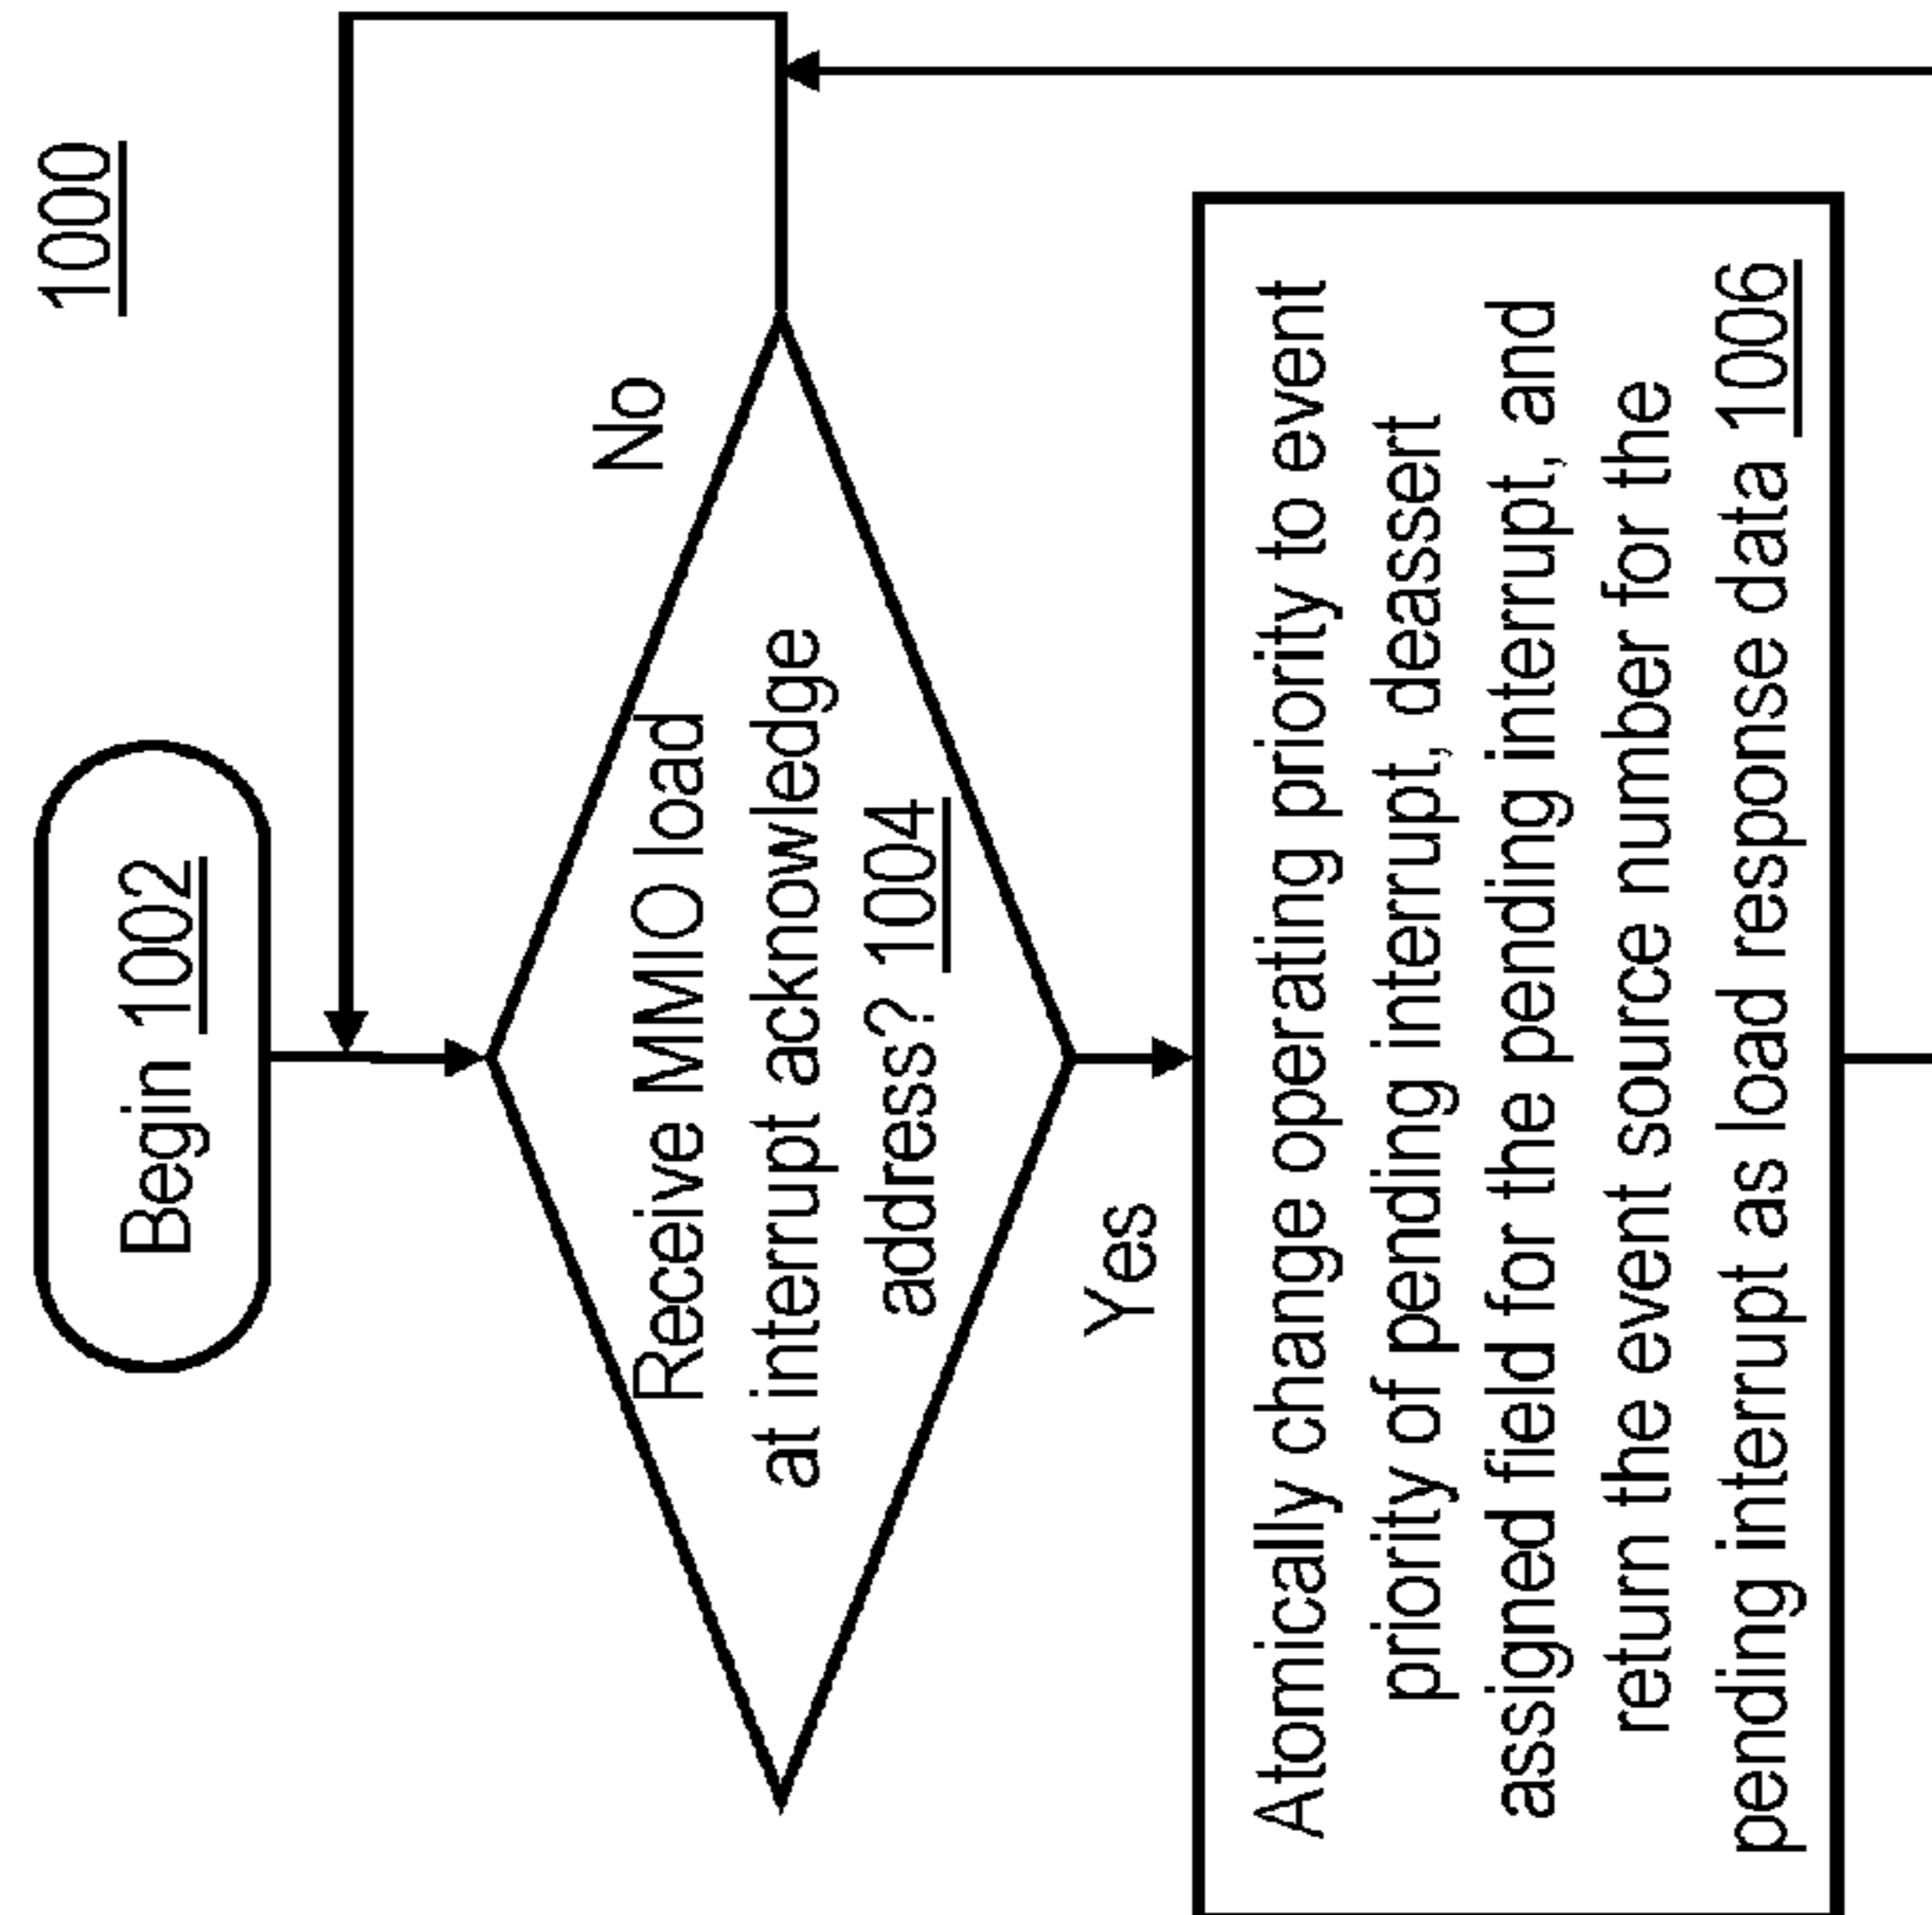 1000
Begin 1002
Receive MMIO load
at interrupt acknowledge
address? 1004
No
Yes
Atomically change operating priority to event
priority of pending interrupt, deassert
assigned field for the pending interrupt, and
return the event source number for the
pending interrupt as load response data 1006